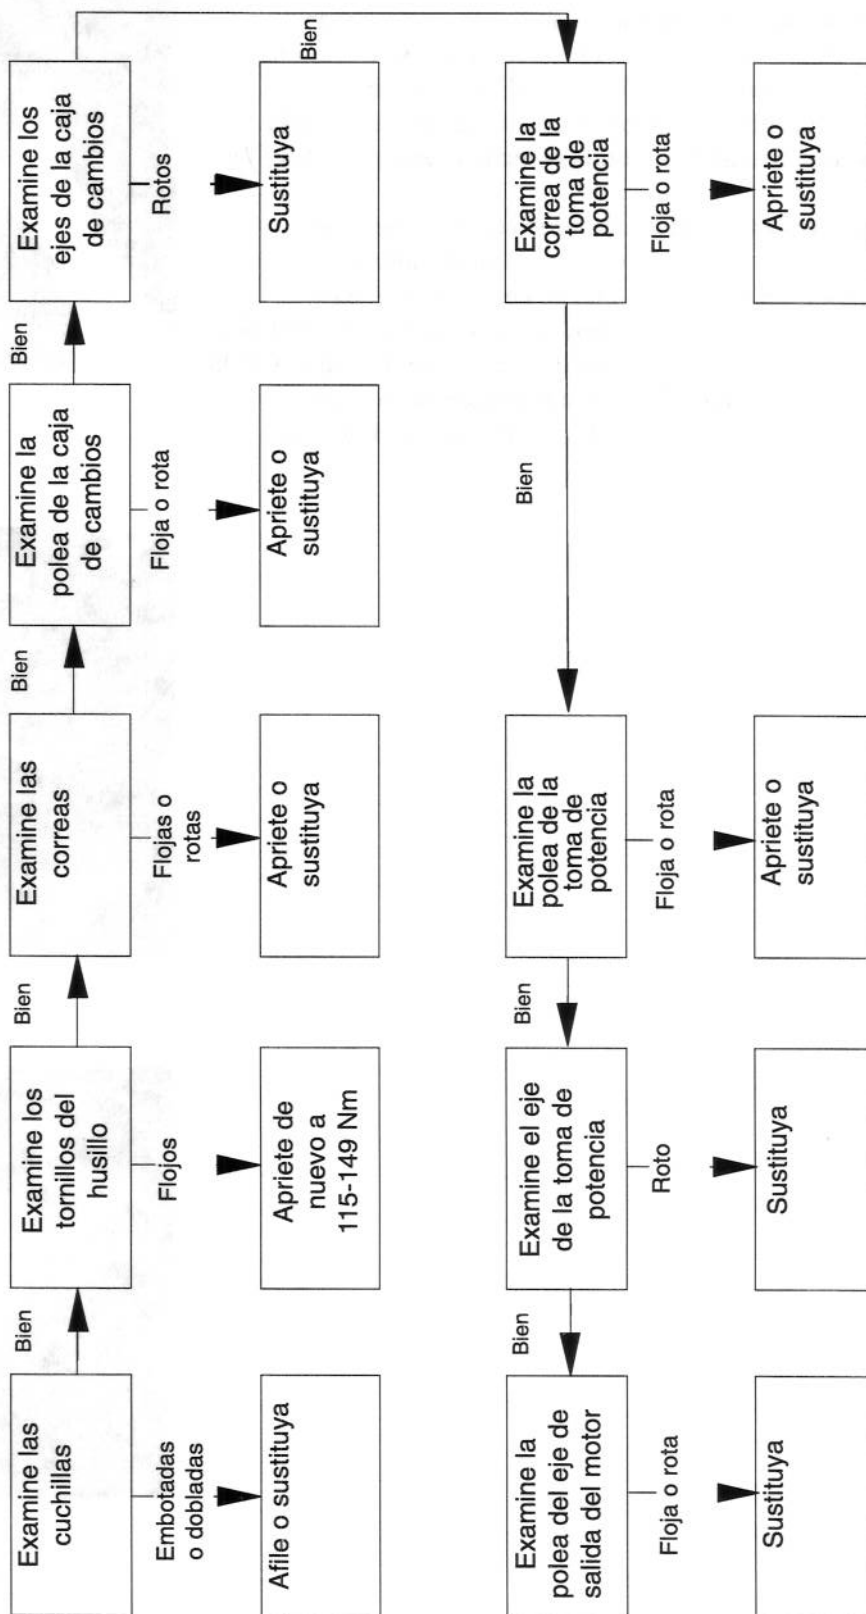 Examine las
cuchillas
Bien
Examine los
tornillos del
husillo
Bien
Examine las
correas
Bien
Examine la
polea de la caja
de cambios
Bien
Examine los
ejes de la caja
de cambios
Bien
Embotadas
o dobladas
Flojos
Flojas o
rotas
Floja o rota
Rotos
Afile o sustituya
Apriete de
nuevo a
115-149 Nm
Apriete o
sustituya
Apriete o
sustituya
Sustituya
Examine la
polea del eje de
salida del motor
Bien
Examine el eje
de la toma de
potencia
Bien
Examine la
polea de la
toma de
potencia
Bien
Examine la
correa de la
toma de
potencia
Floja o rota
Roto
Floja o rota
Floja o rota
Sustituya
Sustituya
Apriete o
sustituya
Apriete o
sustituya